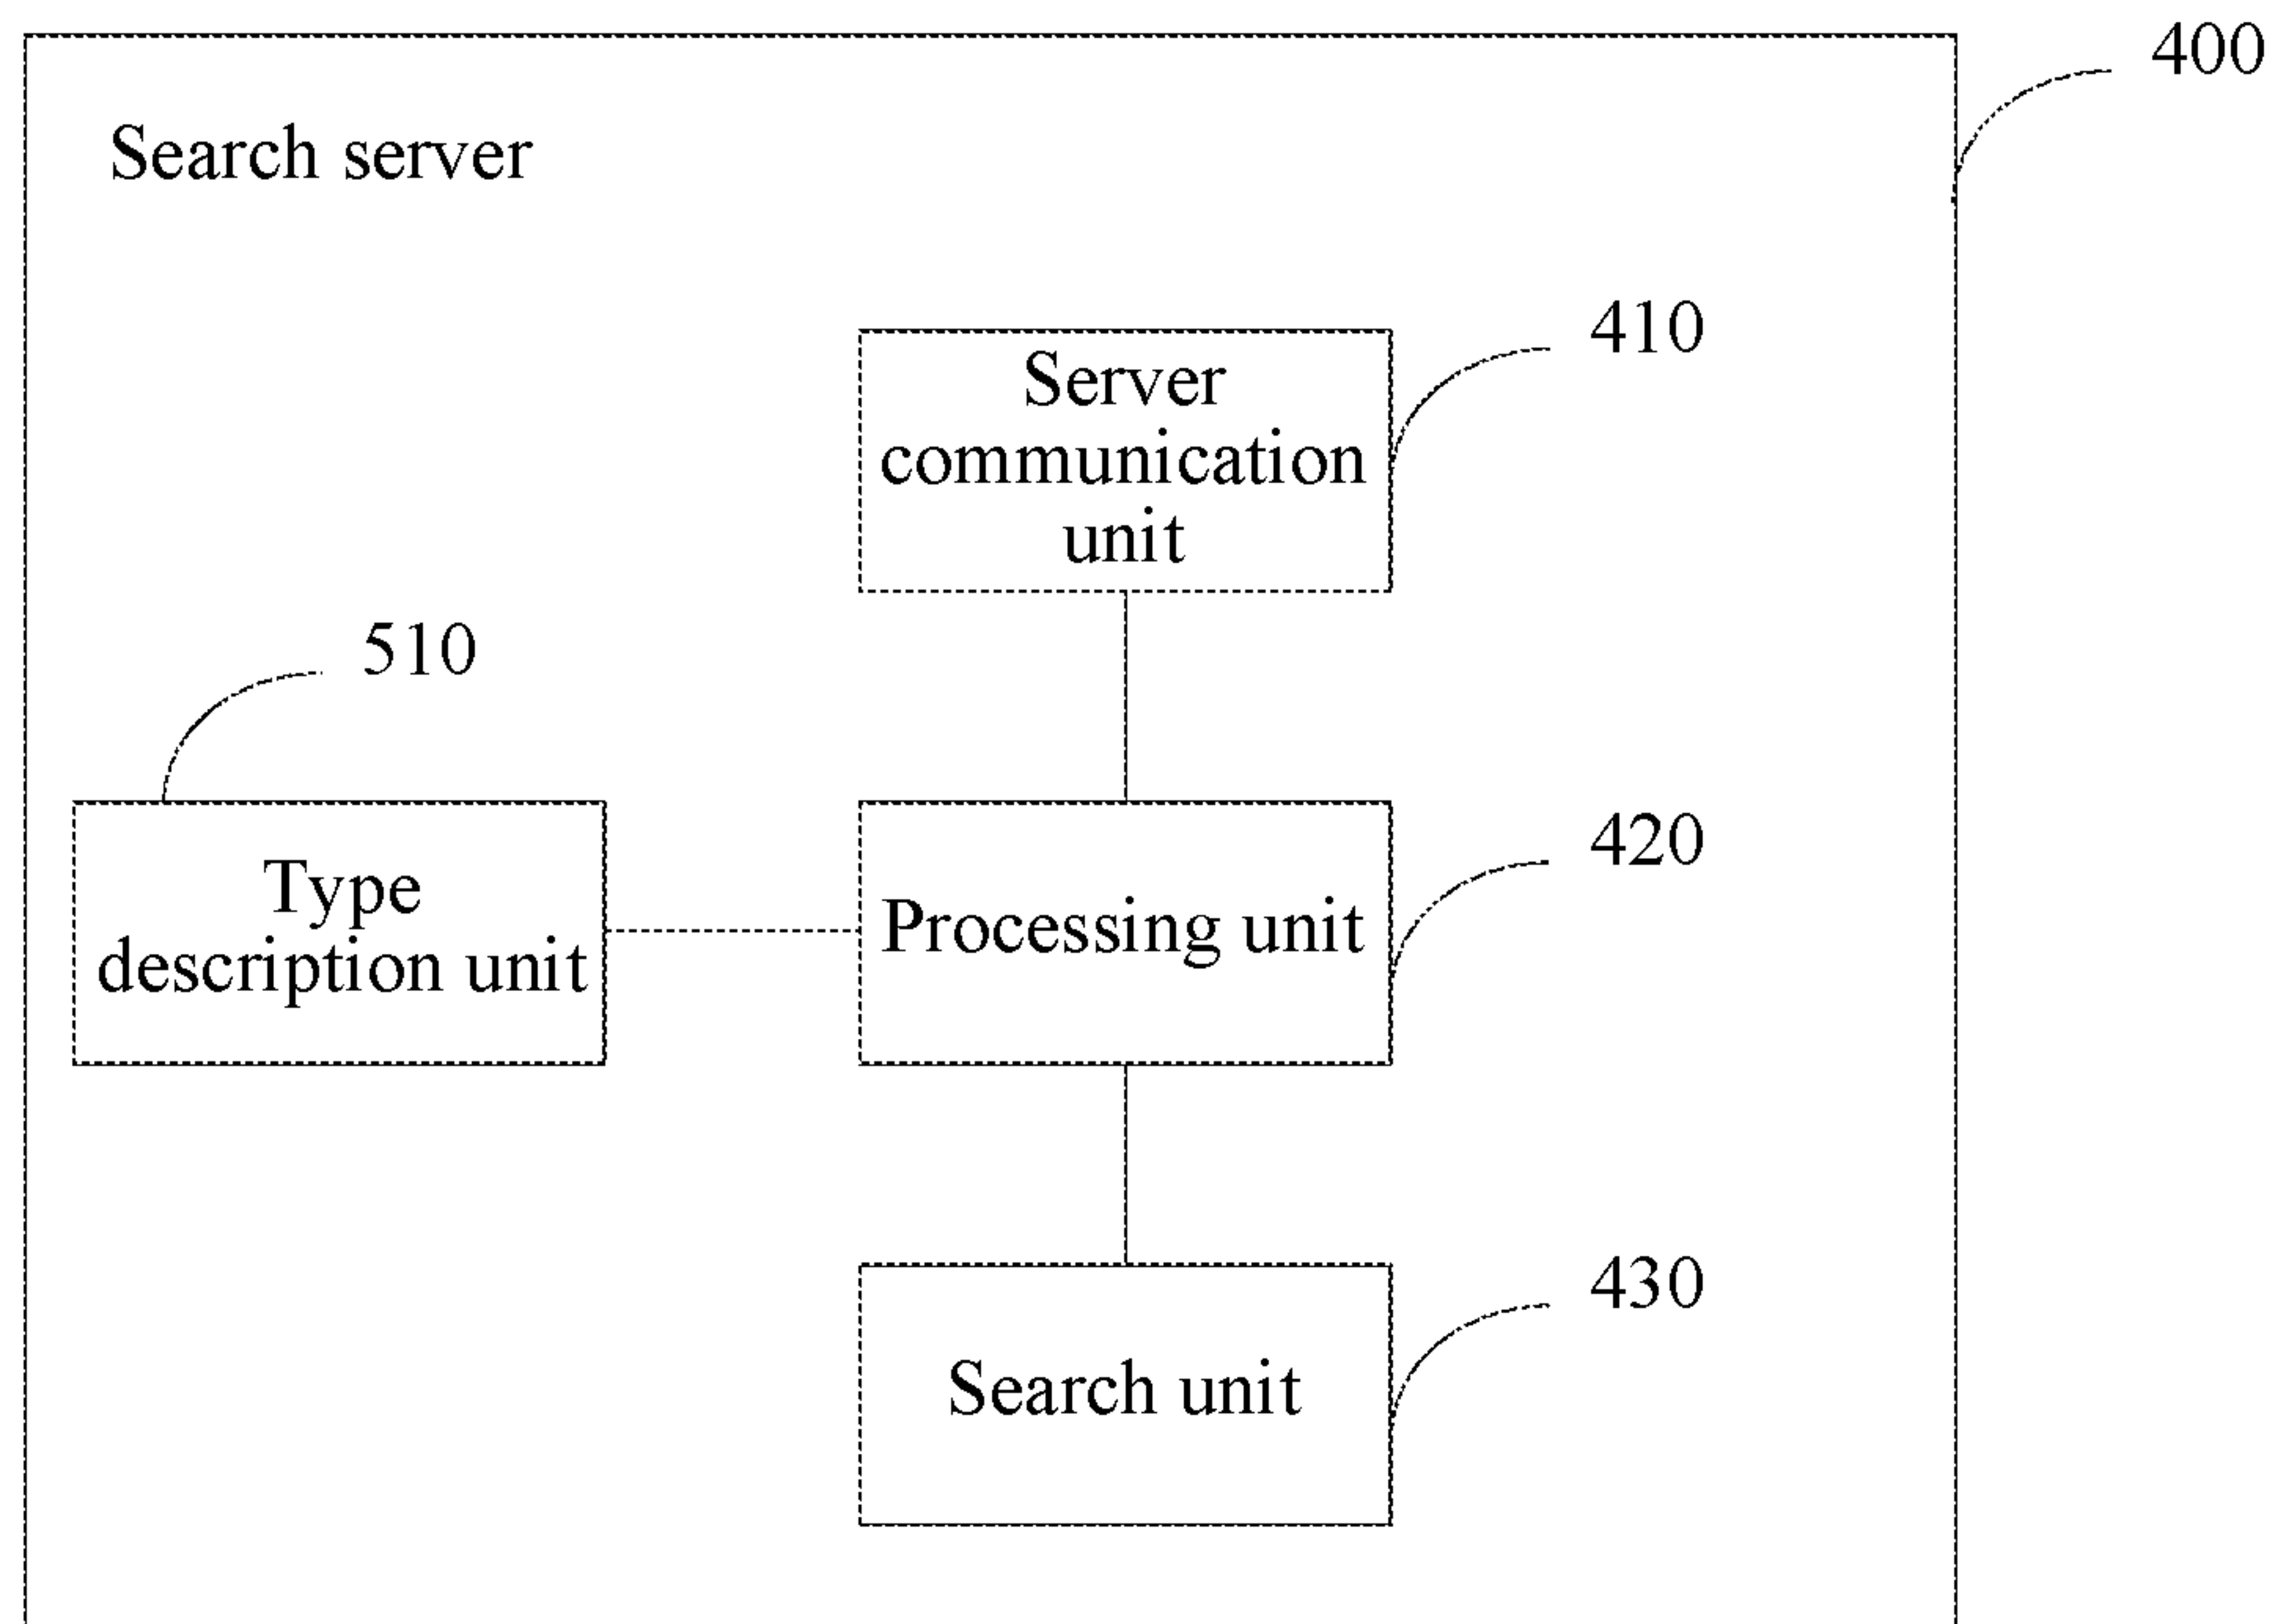 400
Search server
410
Server
communication
unit
510
420
Type
description unit
Processing unit
430
Search unit